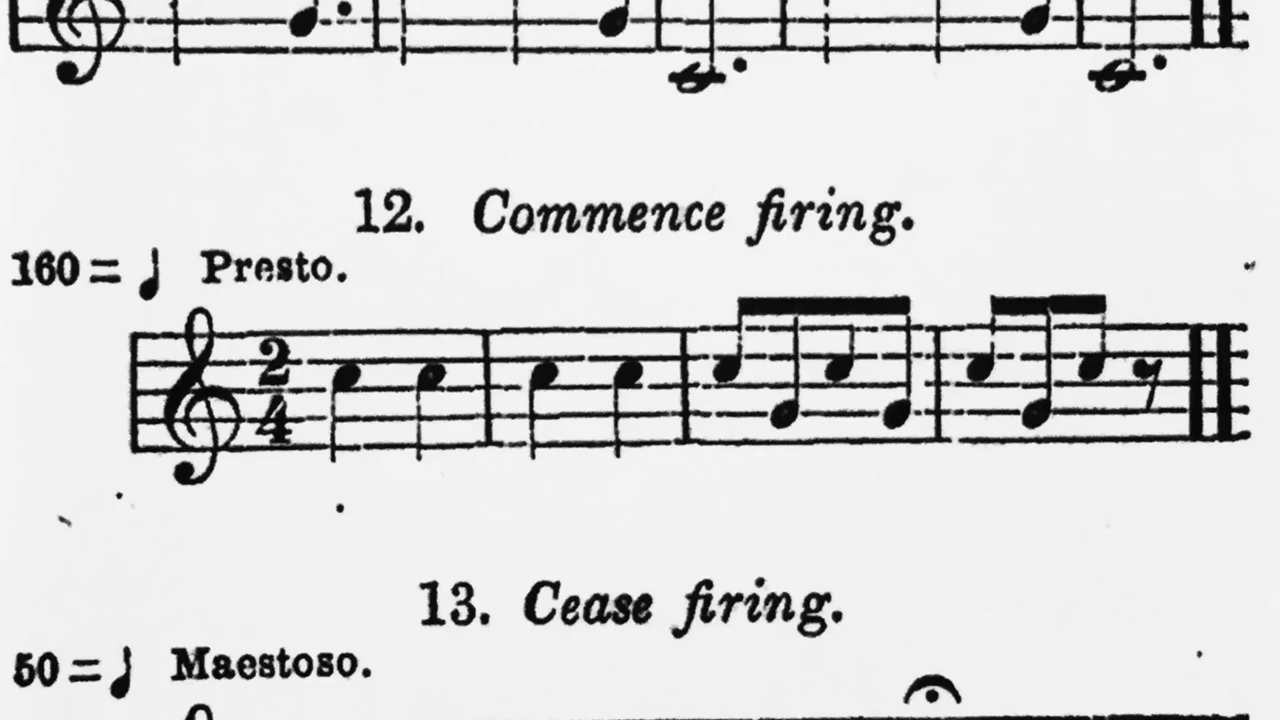 12. Commence firing.
160 = ♩ Presto.
2
4
13. Cease firing.
50 = ♩ Maestoso.